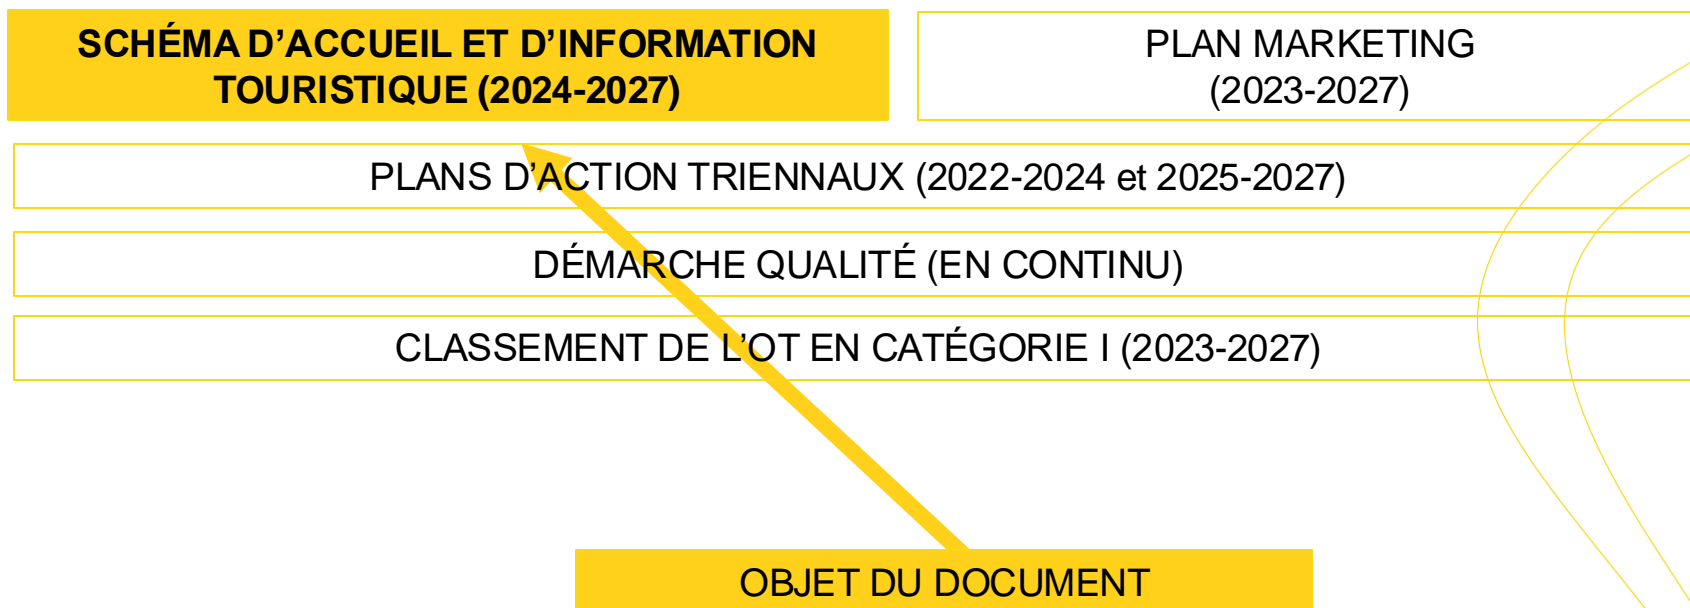 SCHÉMA D’ACCUEIL ET D’INFORMATION
TOURISTIQUE (2024-2027)
PLAN MARKETING
(2023-2027)
PLANS D’ACTION TRIENNAUX (2022-2024 et 2025-2027)
DÉMARCHE QUALITÉ (EN CONTINU)
CLASSEMENT DE L’OT EN CATÉGORIE I (2023-2027)
OBJET DU DOCUMENT